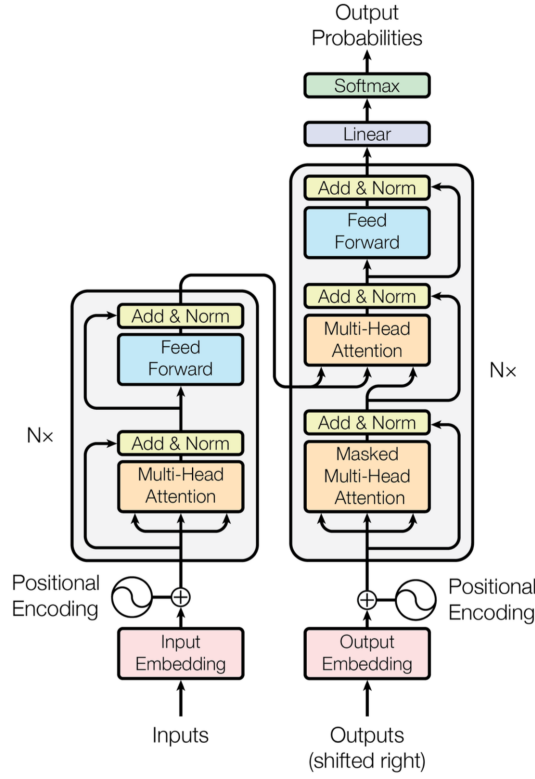 Output
Probabilities
Softmax
Linear
Add & Norm
Feed
Forward
Add & Norm
Multi-Head
Attention
Add & Norm
Masked
Multi-Head
Attention
N×
Add & Norm
Feed
Forward
Add & Norm
Multi-Head
Attention
N×
Positional
Encoding
Positional
Encoding
Input
Embedding
Output
Embedding
Inputs
Outputs
(shifted right)